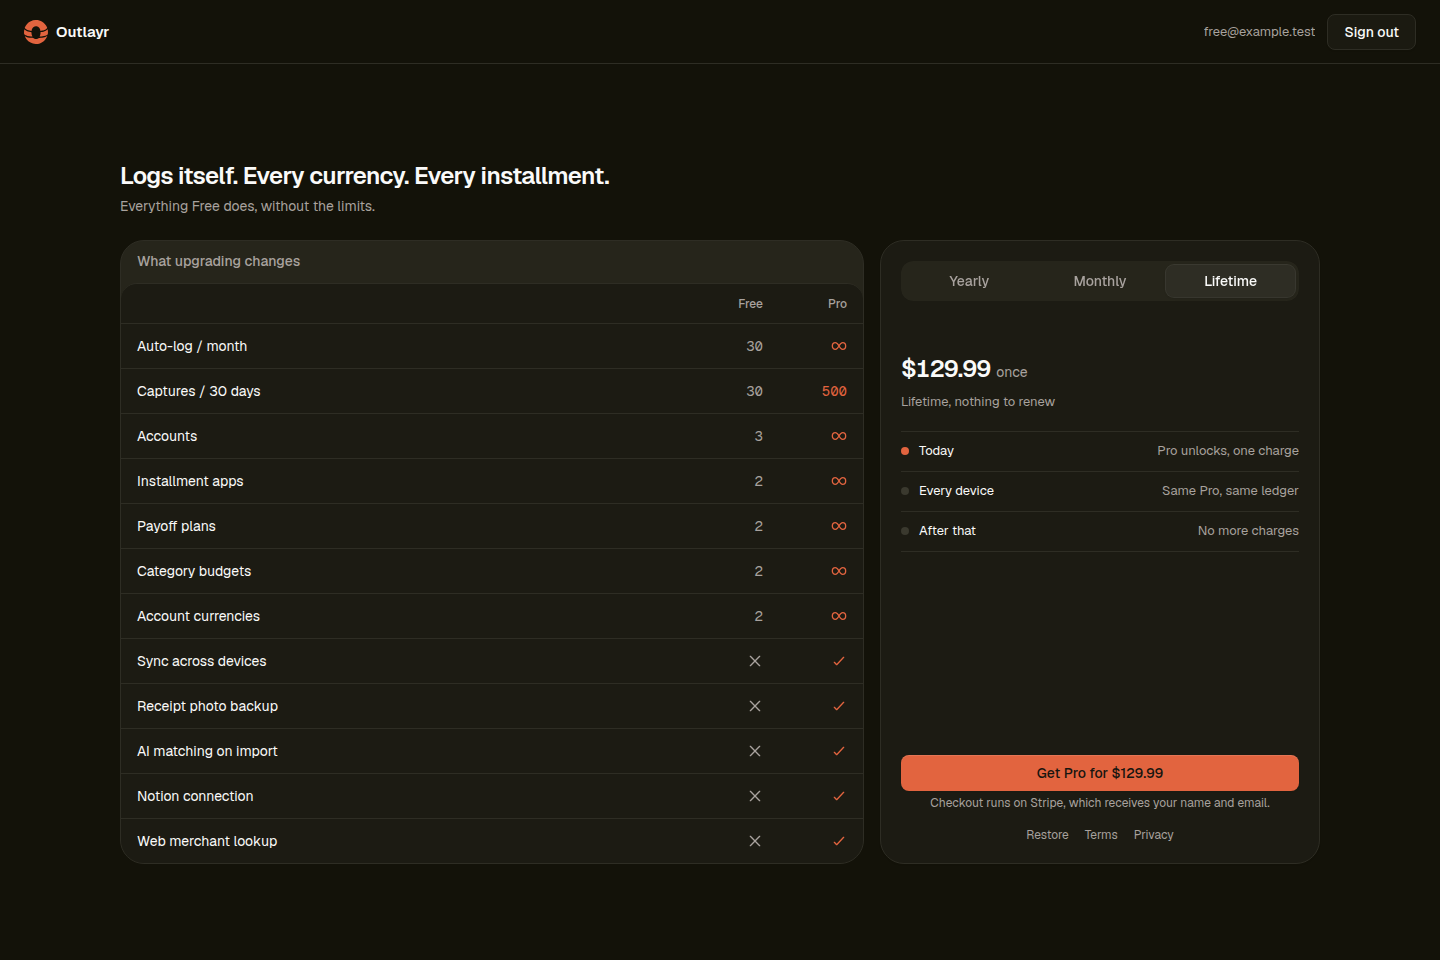 Outlayr
free@example.test
Sign out
Logs itself. Every currency. Every installment.
Everything Free does, without the limits.
What upgrading changes
Free Pro
Auto-log / month 30 ∞
Captures / 30 days 30 500
Accounts 3 ∞
Installment apps 2 ∞
Payoff plans 2 ∞
Category budgets 2 ∞
Account currencies 2 ∞
Sync across devices
Receipt photo backup
AI matching on import
Notion connection
Web merchant lookup
Yearly Monthly Lifetime
$129.99 once
Lifetime, nothing to renew
Today Pro unlocks, one charge
Every device Same Pro, same ledger
After that No more charges
Get Pro for $129.99
Checkout runs on Stripe, which receives your name and email.
Restore Terms Privacy